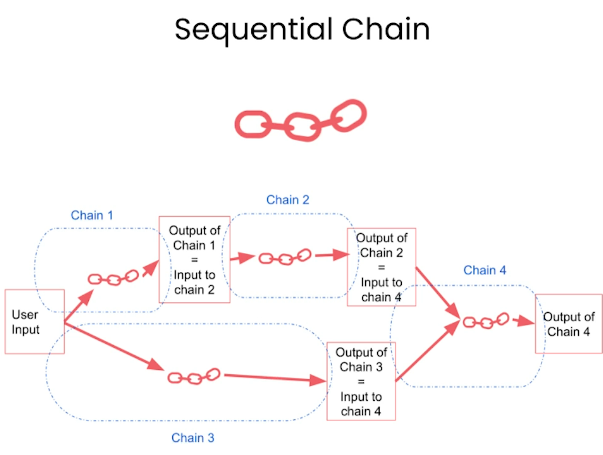 Sequential Chain
Chain 1
Chain 2
Output of
Chain 1
=
Input to
chain 2
Output of
Chain 2
=
Input to
chain 4
Chain 4
User
Input
Output of
Chain 4
Output of
Chain 3
=
Input to
chain 4
Chain 3